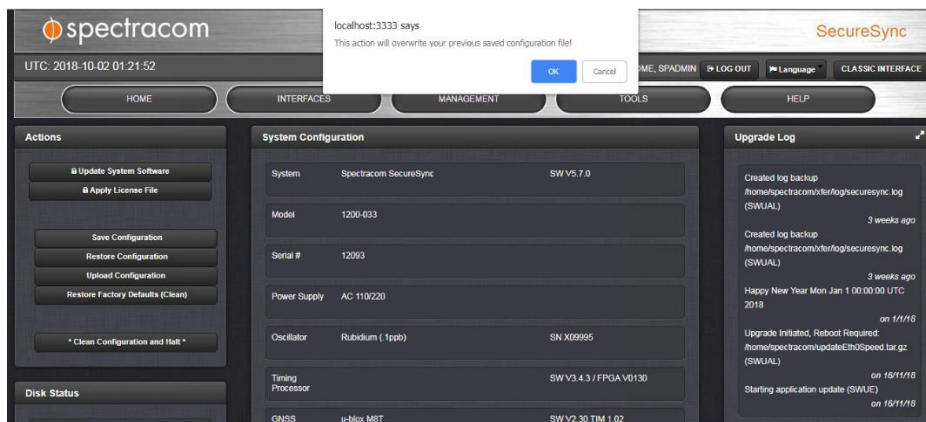 spectracom
localhost:3333 says
This action will overwrite your previous saved configuration file!
OK
Cancel
SecureSync
UTC: 2018-10-02 01:21:52
SPADMIN
LOG OUT
Language
CLASSIC INTERFACE
HOME
INTERFACES
MANAGEMENT
TOOLS
HELP
Actions
Update System Software
Apply License File
Save Configuration
Restore Configuration
Upload Configuration
Restore Factory Defaults (Clean)
* Clean Configuration and Halt *
Disk Status
System Configuration
System Spectracom SecureSync SW V5.7.0
Model 1200-033
Serial # 12093
Power Supply AC 110/220
Oscillator Rubidium (.1ppb) SN X09995
Timing
Processor SW V3.4.3 / FPGA V0130
GNSS u-blox M8T SW V2.30 TIM 1.02
Upgrade Log
Created log backup
/home/spectracom/xfer/log/securesync.log
(SWUAL)
3 weeks ago
Created log backup
/home/spectracom/xfer/log/securesync.log
(SWUAL)
3 weeks ago
Happy New Year Mon Jan 1 00:00:00 UTC
2018
on 1/1/18
Upgrade Initiated, Reboot Required:
/home/spectracom/updateEth0Speed.tar.gz
(SWUAL)
on 16/11/16
Starting application update (SWUE)
on 16/11/16